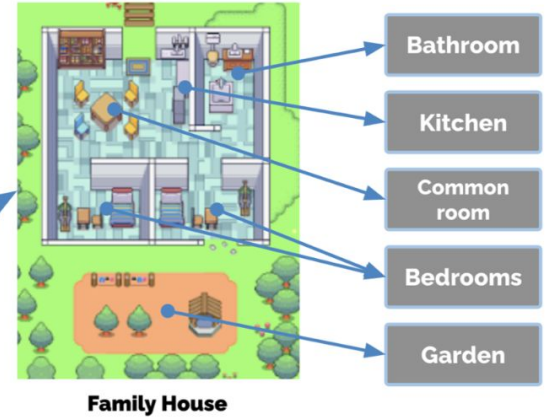 Bathroom
Kitchen
Common
room
Bedrooms
Garden
Family House